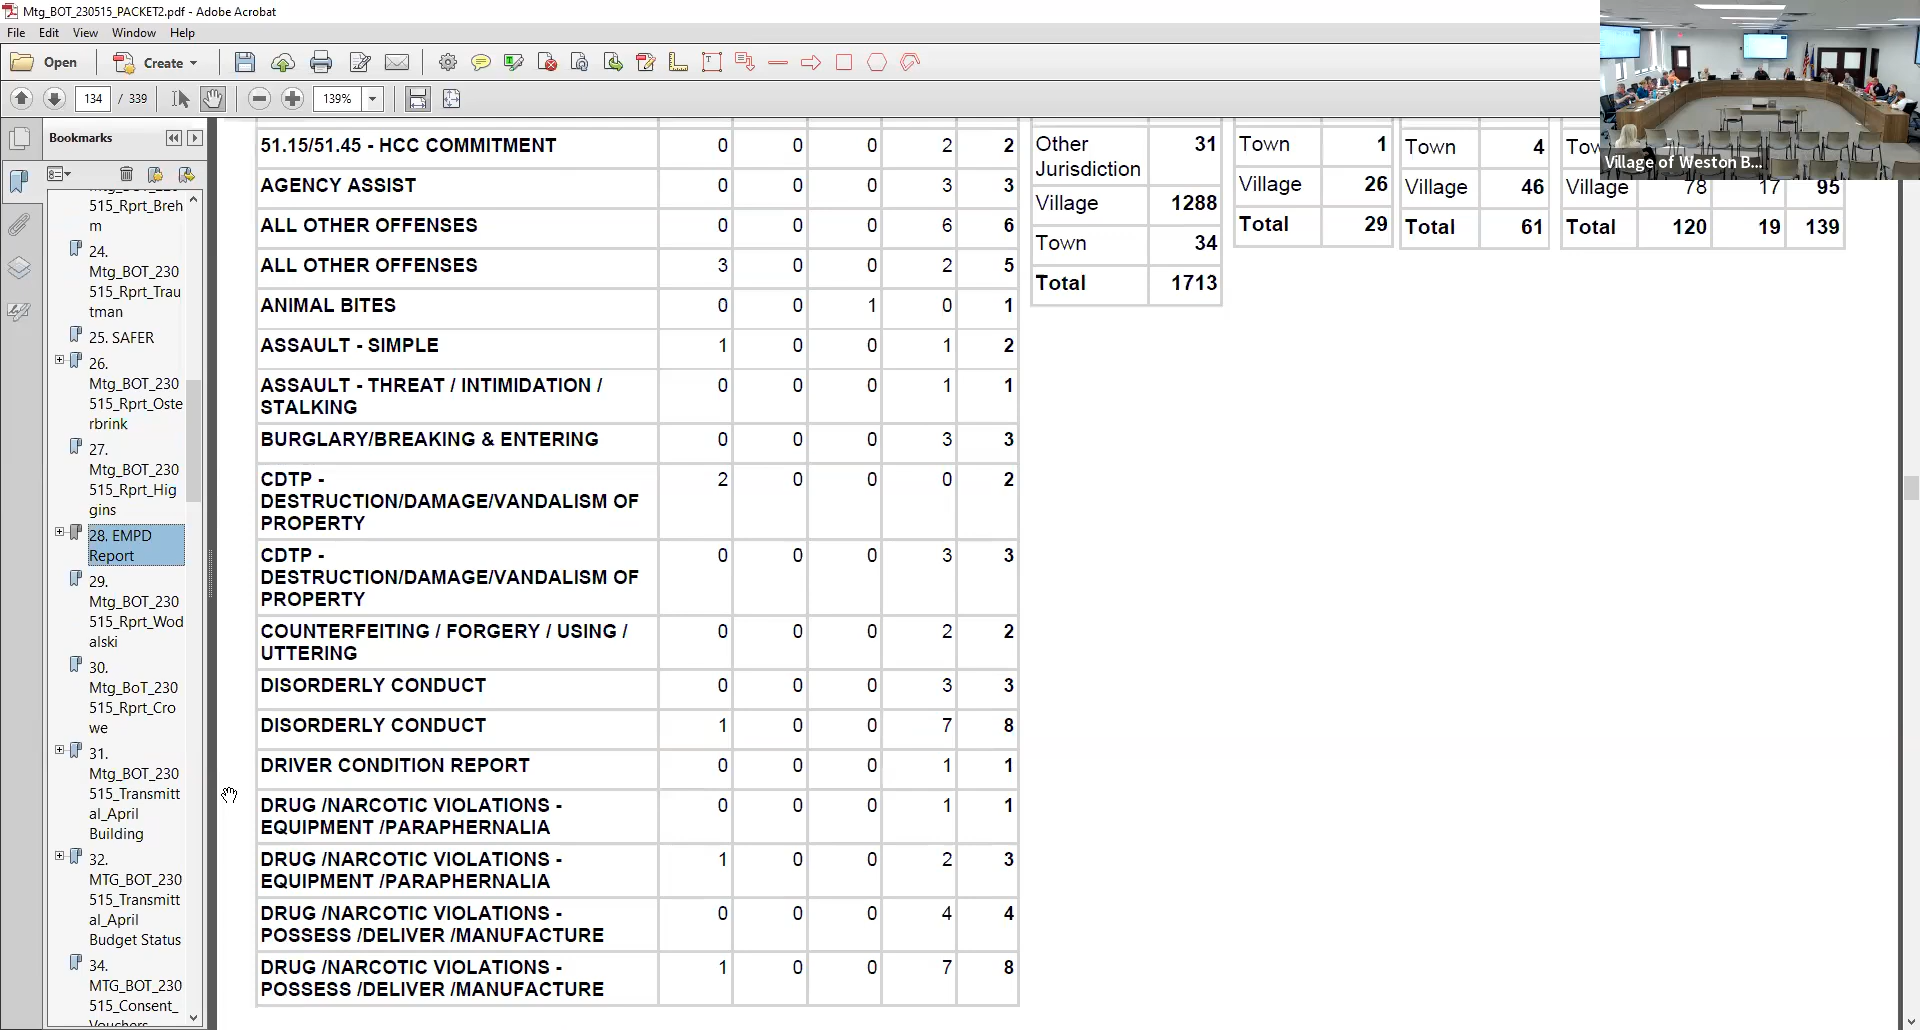 Mtg_BOT_230515_PACKET2.pdf - Adobe Acrobat
File Edit View Window Help
Open Create
134 / 339 139%
Bookmarks
515_Rprt_Breh
m
24.
Mtg_BOT_230
515_Rprt_Trau
tman
25. SAFER
26.
Mtg_BOT_230
515_Rprt_Oste
rbrink
27.
Mtg_BOT_230
515_Rprt_Hig
gins
28. EMPD
Report
29.
Mtg_BOT_230
515_Rprt_Wod
alski
30.
Mtg_BoT_230
515_Rprt_Cro
we
31.
Mtg_BOT_230
515_Transmitt
al_April
Building
32.
MTG_BOT_230
515_Transmitt
al_April
Budget Status
34.
MTG_BOT_230
515_Consent_
Vouchers
51.15/51.45 - HCC COMMITMENT 0 0 0 2 2
AGENCY ASSIST 0 0 0 3 3
ALL OTHER OFFENSES 0 0 0 6 6
ALL OTHER OFFENSES 3 0 0 2 5
ANIMAL BITES 0 0 1 0 1
ASSAULT - SIMPLE 1 0 0 1 2
ASSAULT - THREAT / INTIMIDATION / 0 0 0 1 1
STALKING
BURGLARY/BREAKING & ENTERING 0 0 0 3 3
CDTP - 2 0 0 0 2
DESTRUCTION/DAMAGE/VANDALISM OF
PROPERTY
CDTP - 0 0 0 3 3
DESTRUCTION/DAMAGE/VANDALISM OF
PROPERTY
COUNTERFEITING / FORGERY / USING / 0 0 0 2 2
UTTERING
DISORDERLY CONDUCT 0 0 0 3 3
DISORDERLY CONDUCT 1 0 0 7 8
DRIVER CONDITION REPORT 0 0 0 1 1
DRUG /NARCOTIC VIOLATIONS - 0 0 0 1 1
EQUIPMENT /PARAPHERNALIA
DRUG /NARCOTIC VIOLATIONS - 1 0 0 2 3
EQUIPMENT /PARAPHERNALIA
DRUG /NARCOTIC VIOLATIONS - 0 0 0 4 4
POSSESS /DELIVER /MANUFACTURE
DRUG /NARCOTIC VIOLATIONS - 1 0 0 7 8
POSSESS /DELIVER /MANUFACTURE
Other 31
Jurisdiction
Village 1288
Town 34
Total 1713
Town 1
Village 26
Total 29
Town 4
Village 46
Total 61
Village 78 17 95
Total 120 19 139
Village of Weston B...